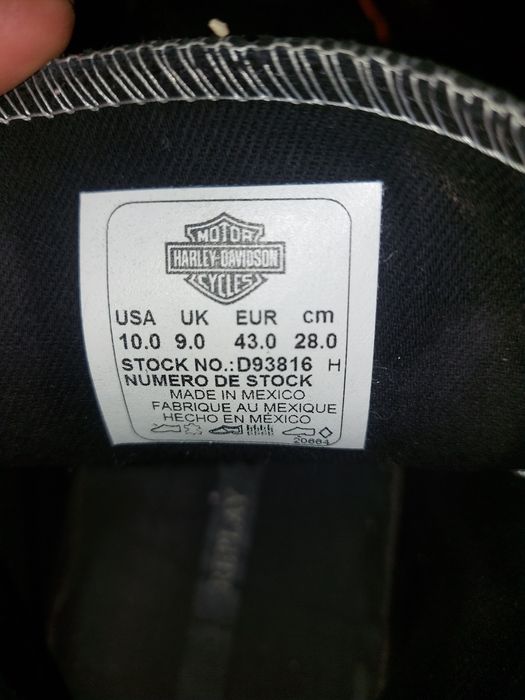 MOTOR
HARLEY-DAVIDSON
CYCLES
USA UK EUR cm
10.0 9.0 43.0 28.0
STOCK NO.:D93816 H
NUMERO DE STOCK
MADE IN MEXICO
FABRIQUE AU MEXIQUE
HECHO EN MÉXICO
20664